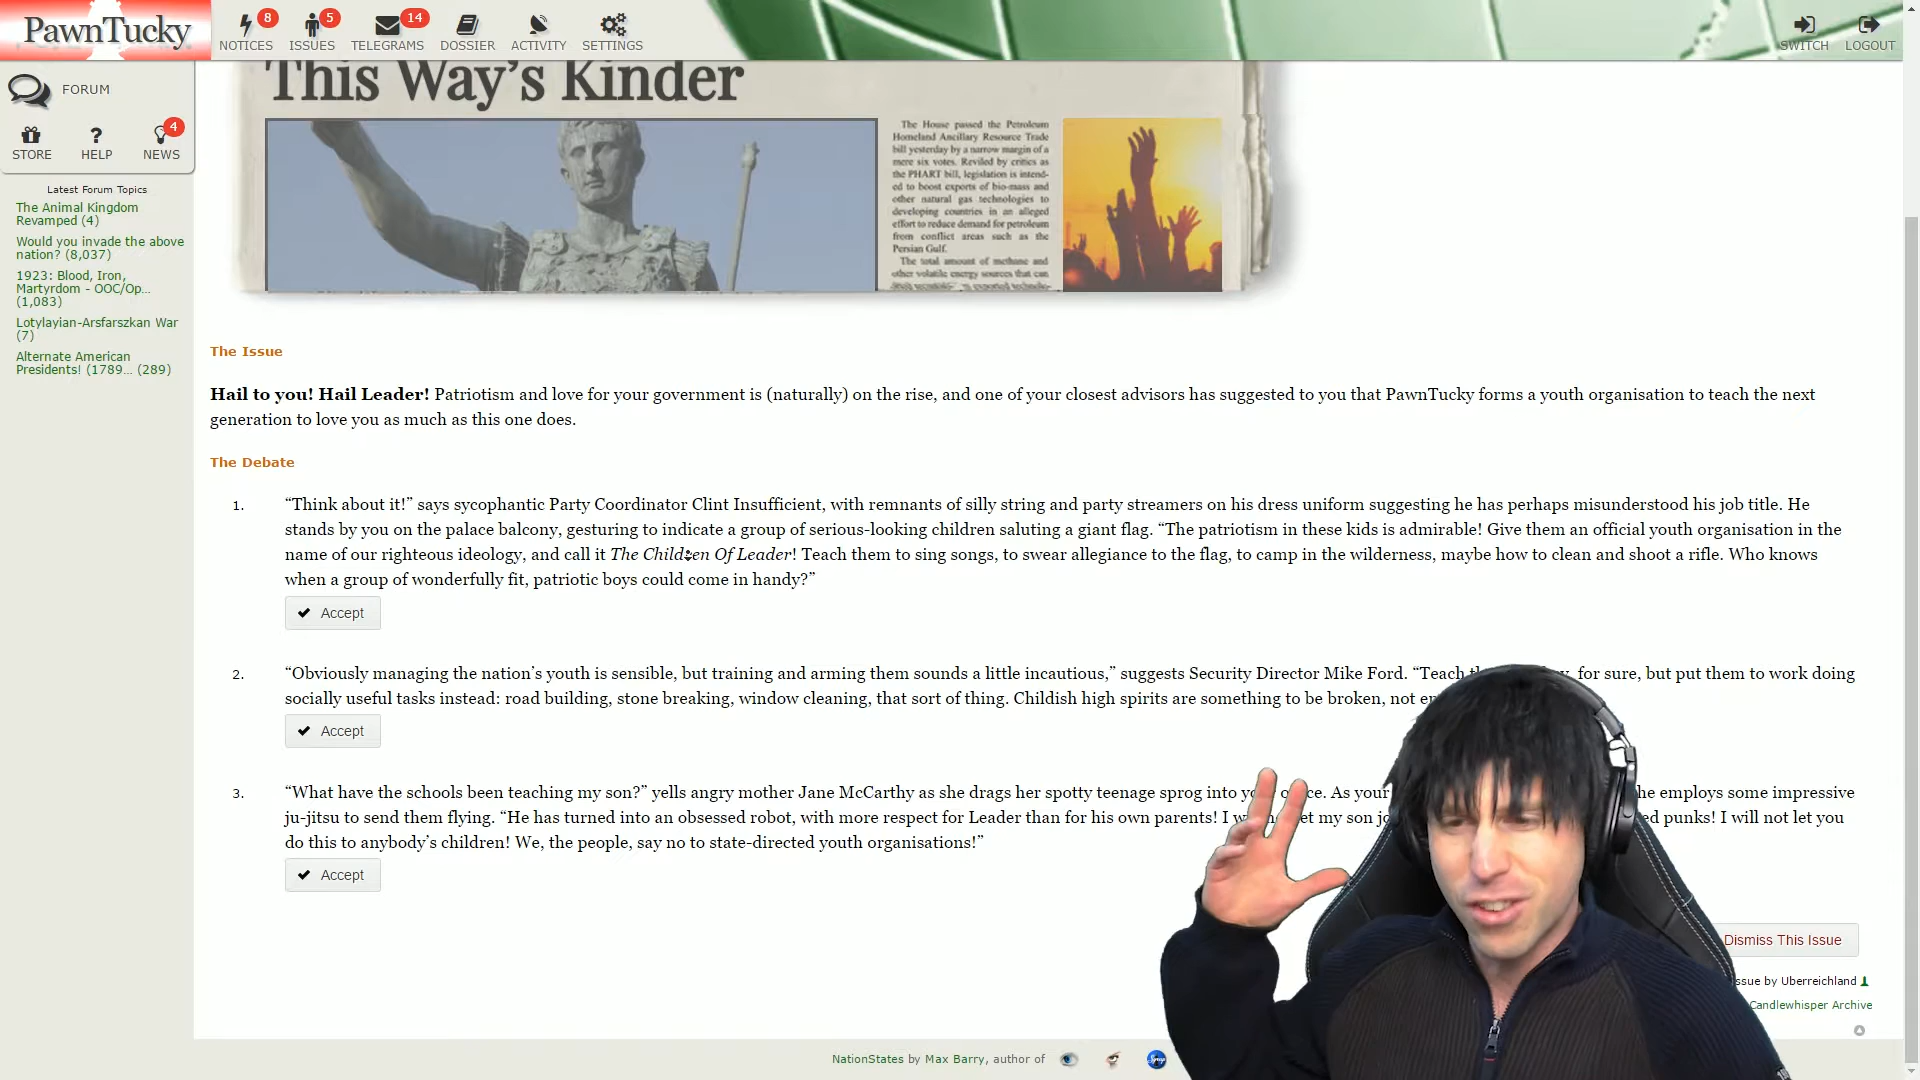 PawnTucky
8
NOTICES
5
ISSUES
14
TELEGRAMS
DOSSIER
ACTIVITY
SETTINGS
SWITCH
LOGOUT
FORUM
STORE
HELP
4
NEWS
Latest Forum Topics
The Animal Kingdom
Revamped (4)
Would you invade the above
nation? (8,037)
1923: Blood, Iron,
Martyrdom - OOC/Op...
(1,083)
Lotylayian-Arsfarszkan War
(7)
Alternate American
Presidents! (1789... (289)
This Way's Kinder
The House passed the Petroleum
Homeland Ancillary Resource Trade
bill yesterday by a narrow margin of a
mere six votes. Reviled by critics as
the PHART bill, legislation is intend-
ed to boost exports of bio-mass and
other natural gas technologies to
developing countries in an alleged
effort to reduce demand for petroleum
from conflict areas such as the
Persian Gulf.
The total amount of methane and
other volatile energy sources that can
The Issue
Hail to you! Hail Leader! Patriotism and love for your government is (naturally) on the rise, and one of your closest advisors has suggested to you that PawnTucky forms a youth organisation to teach the next
generation to love you as much as this one does.
The Debate
1. “Think about it!” says sycophantic Party Coordinator Clint Insufficient, with remnants of silly string and party streamers on his dress uniform suggesting he has perhaps misunderstood his job title. He
stands by you on the palace balcony, gesturing to indicate a group of serious-looking children saluting a giant flag. “The patriotism in these kids is admirable! Give them an official youth organisation in the
name of our righteous ideology, and call it The Children Of Leader! Teach them to sing songs, to swear allegiance to the flag, to camp in the wilderness, maybe how to clean and shoot a rifle. Who knows
when a group of wonderfully fit, patriotic boys could come in handy?”
Accept
2. “Obviously managing the nation’s youth is sensible, but training and arming them sounds a little incautious,” suggests Security Director Mike Ford. “Teach for sure, but put them to work doing
socially useful tasks instead: road building, stone breaking, window cleaning, that sort of thing. Childish high spirits are something to be broken, not
Accept
3. “What have the schools been teaching my son?” yells angry mother Jane McCarthy as she drags her spotty teenage sprog into As your he employs some impressive
ju-jitsu to send them flying. “He has turned into an obsessed robot, with more respect for Leader than for his own parents! I my son punks! I will not let you
do this to anybody’s children! We, the people, say no to state-directed youth organisations!”
Accept
Dismiss This Issue
ssue by Uberreichland
Candlewhisper Archive
NationStates by Max Barry, author of